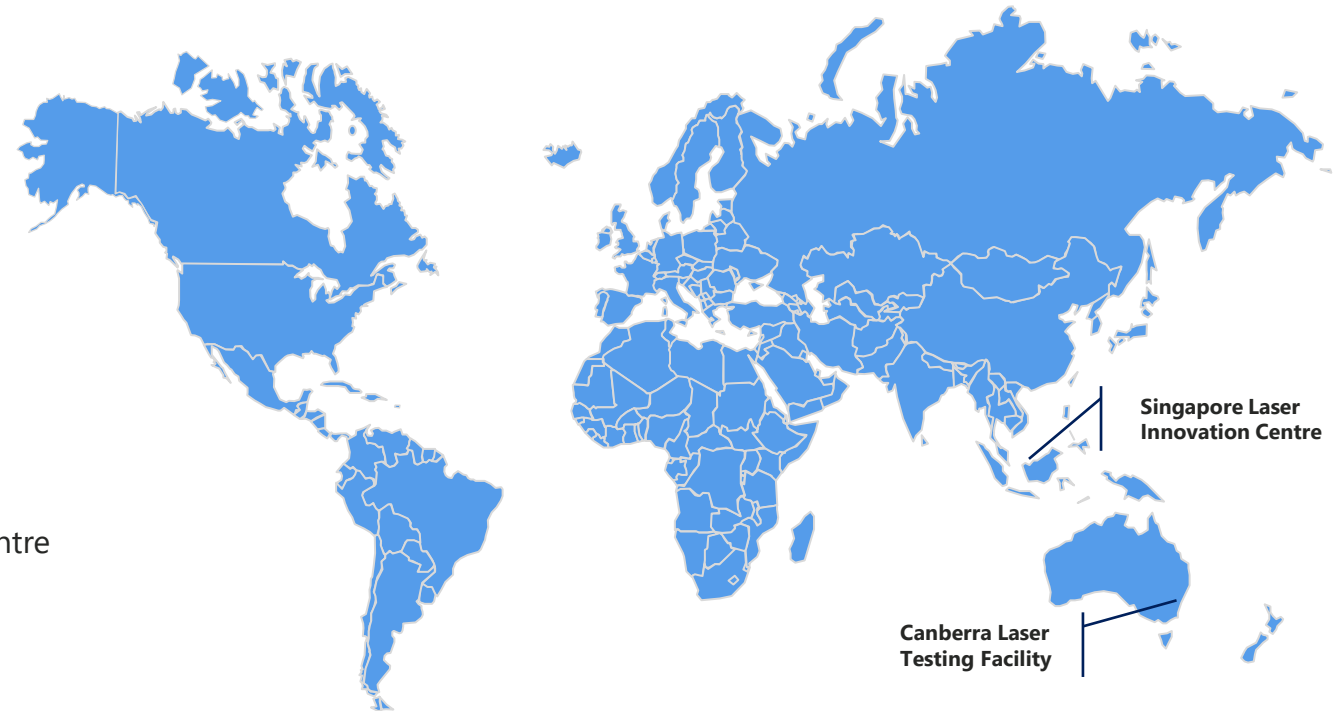 Singapore Laser
Innovation Centre
ntre
Canberra Laser
Testing Facility